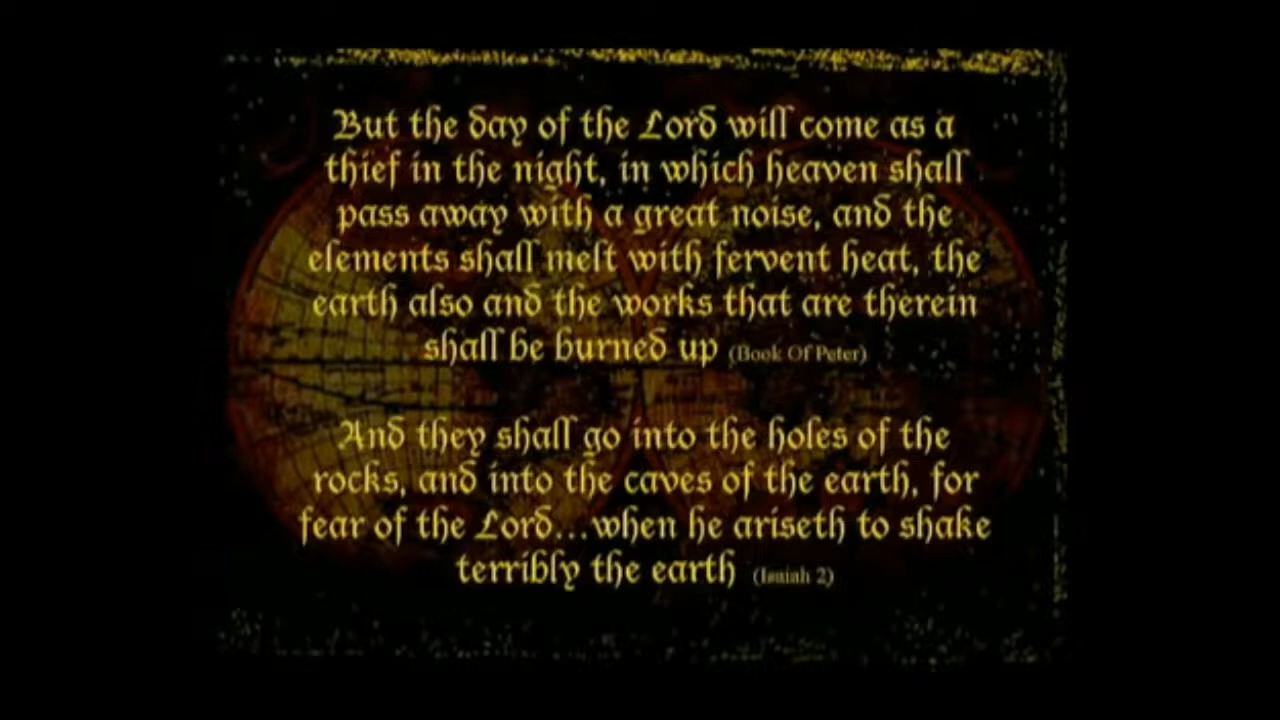 But the day of the Lord will come as a
thief in the night, in which heaven shall
pass away with a great noise, and the
elements shall melt with fervent heat, the
earth also and the works that are therein
shall be burned up (Book Of Peter)
And they shall go into the holes of the
rocks, and into the caves of the earth, for
fear of the Lord...when he ariseth to shake
terribly the earth (Isaiah 2)